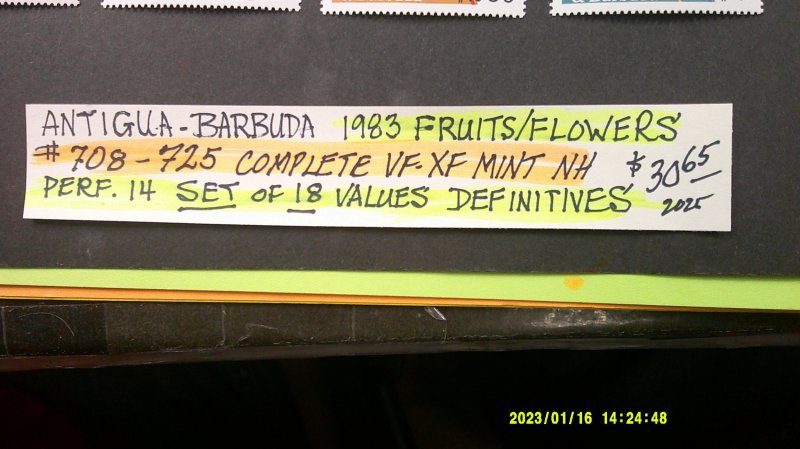 ANTIGUA-BARBUDA 1983 FRUITS/FLOWERS
# 708-725 COMPLETE VF-XF MINT NH $30.65
PERF. 14 SET OF 18 VALUES DEFINITIVES 2025
2023/01/16 14:24:48